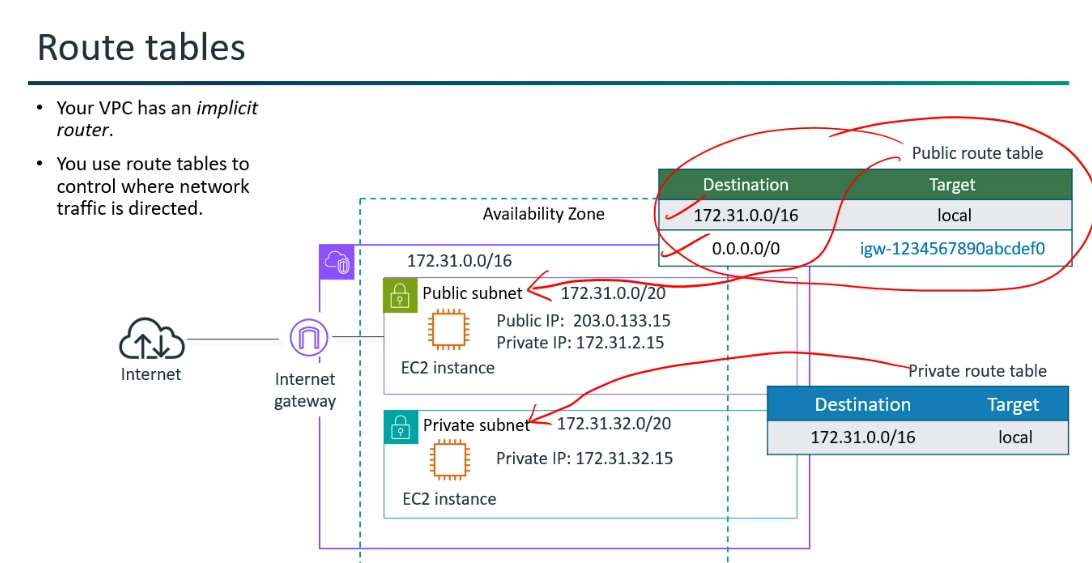 Route tables
• Your VPC has an implicit
router.
• You use route tables to
control where network
traffic is directed.
Public route table
Destination Target
172.31.0.0/16 local
0.0.0.0/0 igw-1234567890abcdef0
Availability Zone
172.31.0.0/16
Public subnet 172.31.0.0/20
Public IP: 203.0.133.15
Private IP: 172.31.2.15
EC2 instance
Internet
Internet
gateway
Private route table
Destination Target
172.31.0.0/16 local
Private subnet 172.31.32.0/20
Private IP: 172.31.32.15
EC2 instance